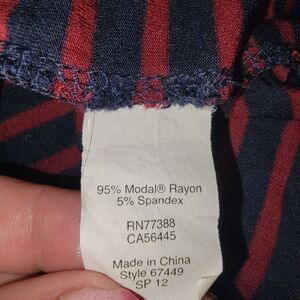 95% Modal® Rayon
5% Spandex
RN77388
CA56445
Made in China
Style 67449
SP 12